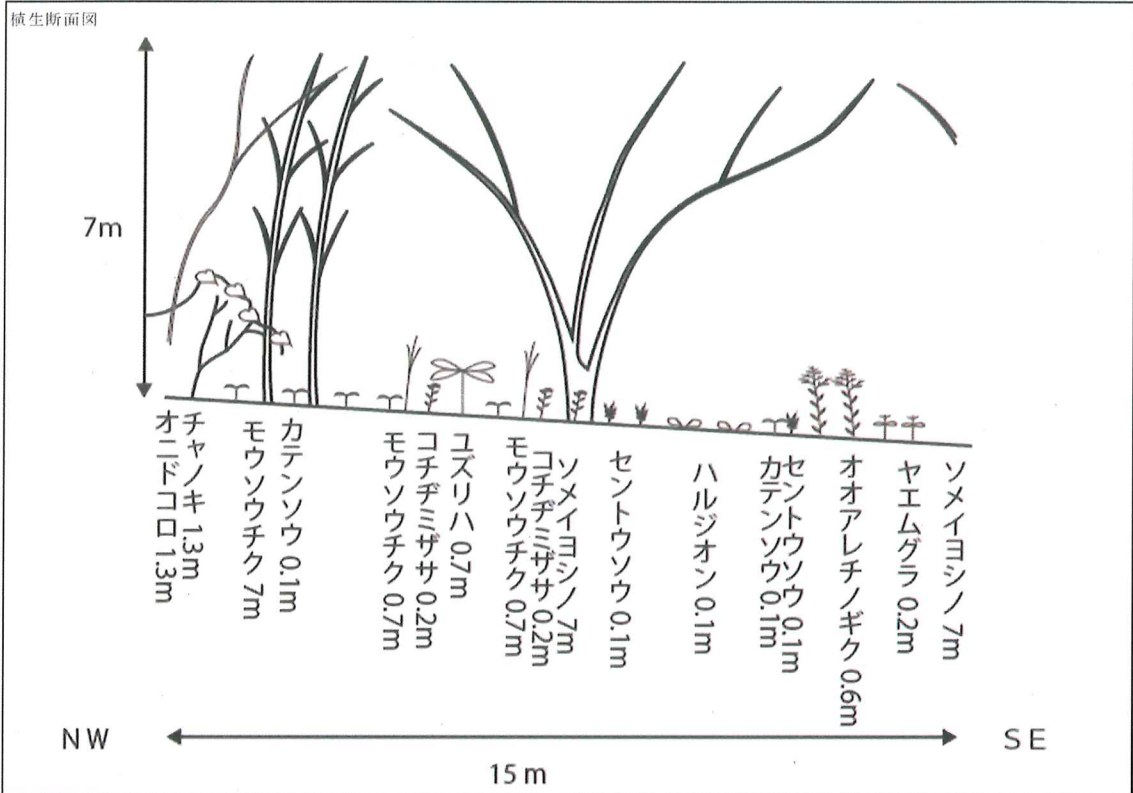 植生断面図
7m
オニドコロ 1.3m
チャノキ 1.3m
モウソウチク 7m
カテンソウ 0.1m
モウソウチク 0.7m
コチヂミザサ 0.2m
ユズリハ 0.7m
モウソウチク 0.7m
コチヂミザサ 0.2m
ソメイヨシノ 7m
セントウソウ 0.1m
ハルジオン 0.1m
カテンソウ 0.1m
セントウソウ 0.1m
オオアレチノギク 0.6m
ヤエムグラ 0.2m
ソメイヨシノ 7m
NW
SE
15 m